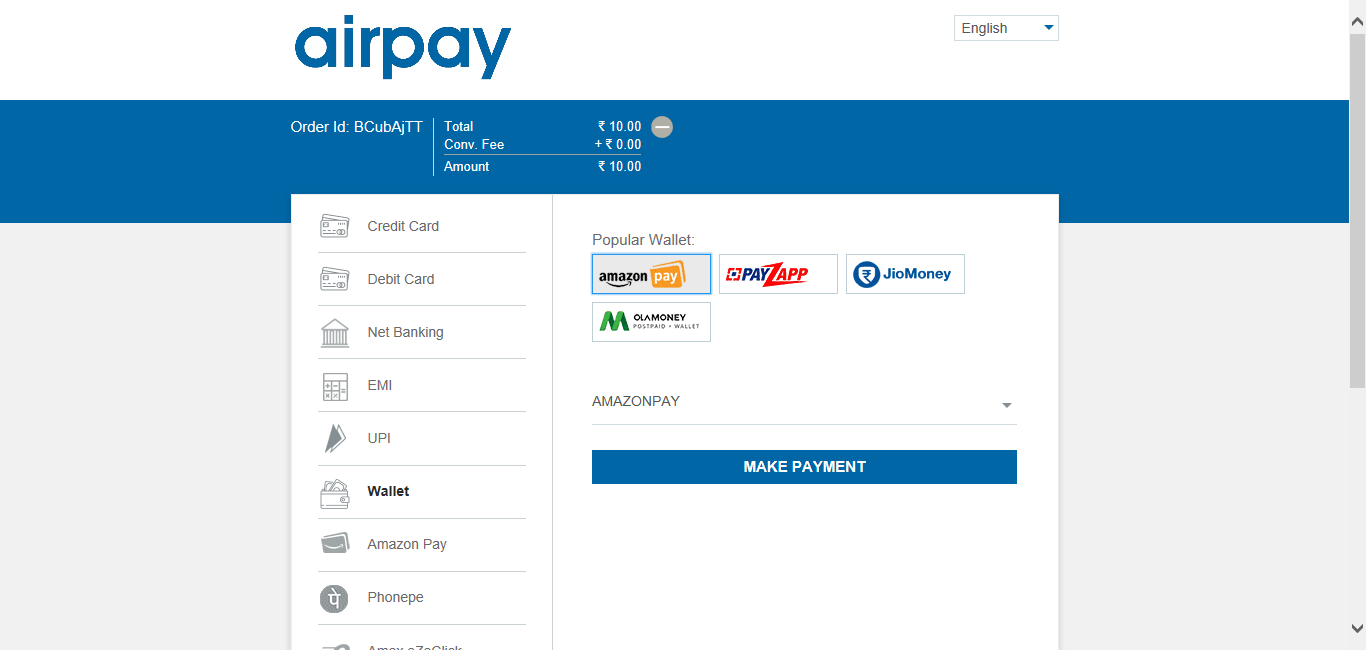 airpay
English
Order Id: BCubAjTT
Total ₹ 10.00
Conv. Fee + ₹ 0.00
Amount ₹ 10.00
Credit Card
Debit Card
Net Banking
EMI
UPI
Wallet
Amazon Pay
Phonepe
Amex eZeClick
Popular Wallet:
amazon pay
PAYZAPP
JioMoney
OLAMONEY
POSTPAID + WALLET
AMAZONPAY
MAKE PAYMENT